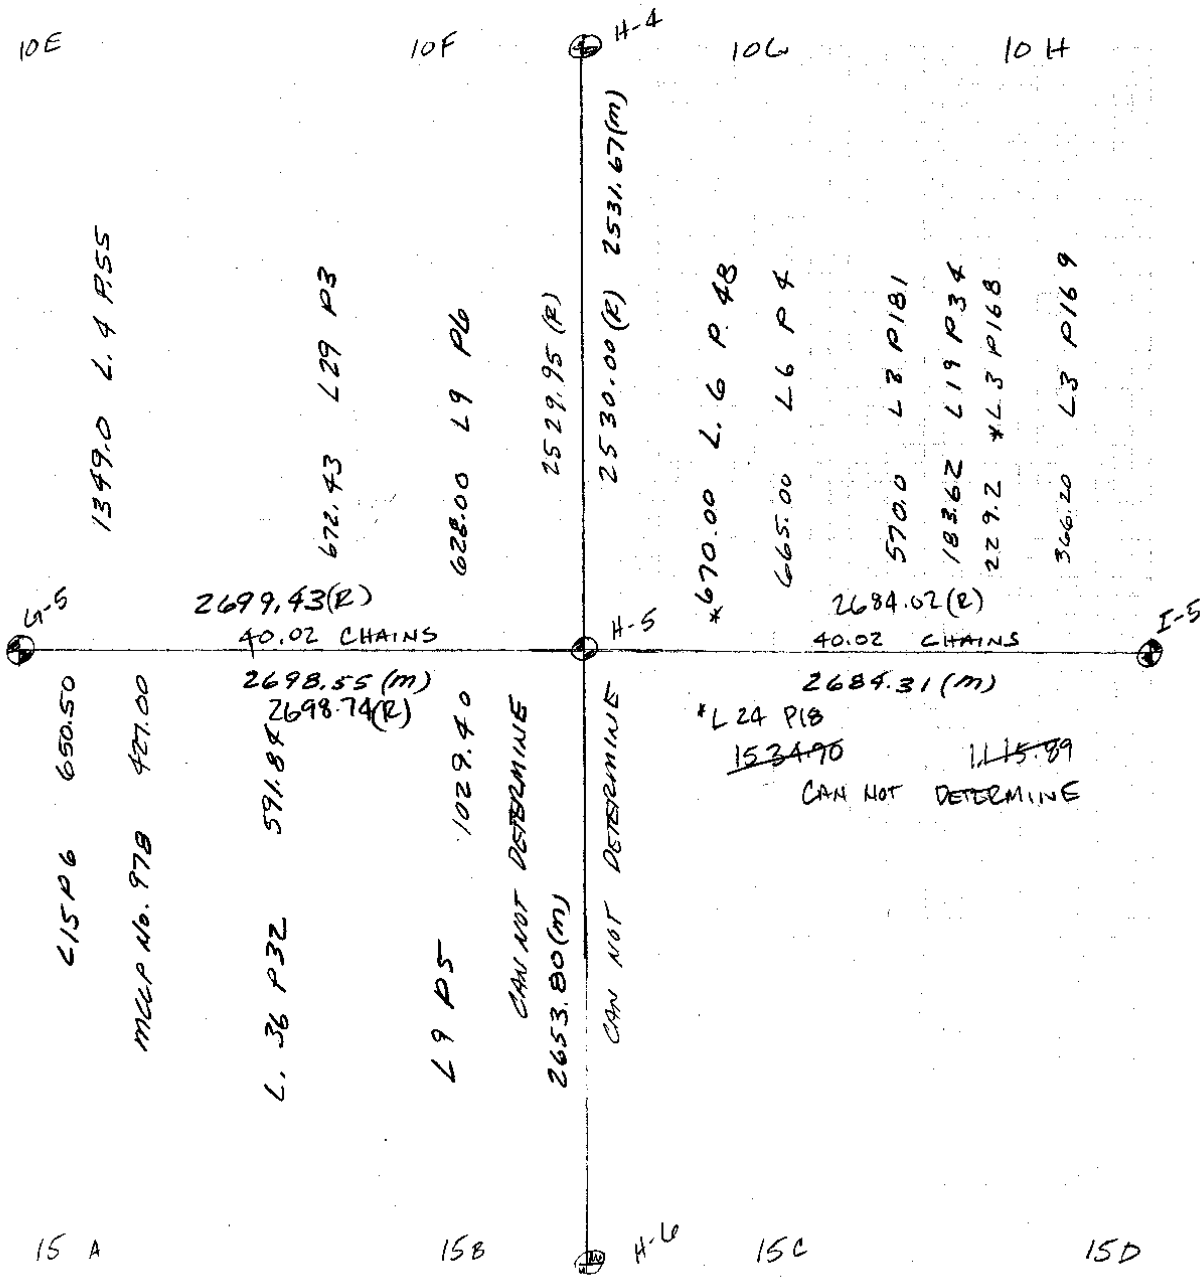 10E
10F
H-4
10G
10H
1349.0 L.4 P.55
672.43 L29 P3
628.00 L9 P6
2529.95 (R)
2530.00 (R) 2531.67 (m)
*670.00 L.6 P.48
665.00 L6 P4
570.0 L3 P181
183.62 L19 P34
229.2 *L3 P168
366.20 L3 P169
G-5
2699.43 (R)
40.02 CHAINS
H-5
2684.02 (R)
40.02 CHAINS
I-5
2698.55 (m)
2698.74 (R)
2684.31 (m)
*L24 P18
1534.90 1115.89
CAN NOT DETERMINE
L15 P6 650.50
MCCP No. 978 427.00
L. 36 P32 591.84
L9 P5 1029.40
CAN NOT DETERMINE
2653.80 (m)
CAN NOT DETERMINE
15 A
15B
H-6
15C
15D